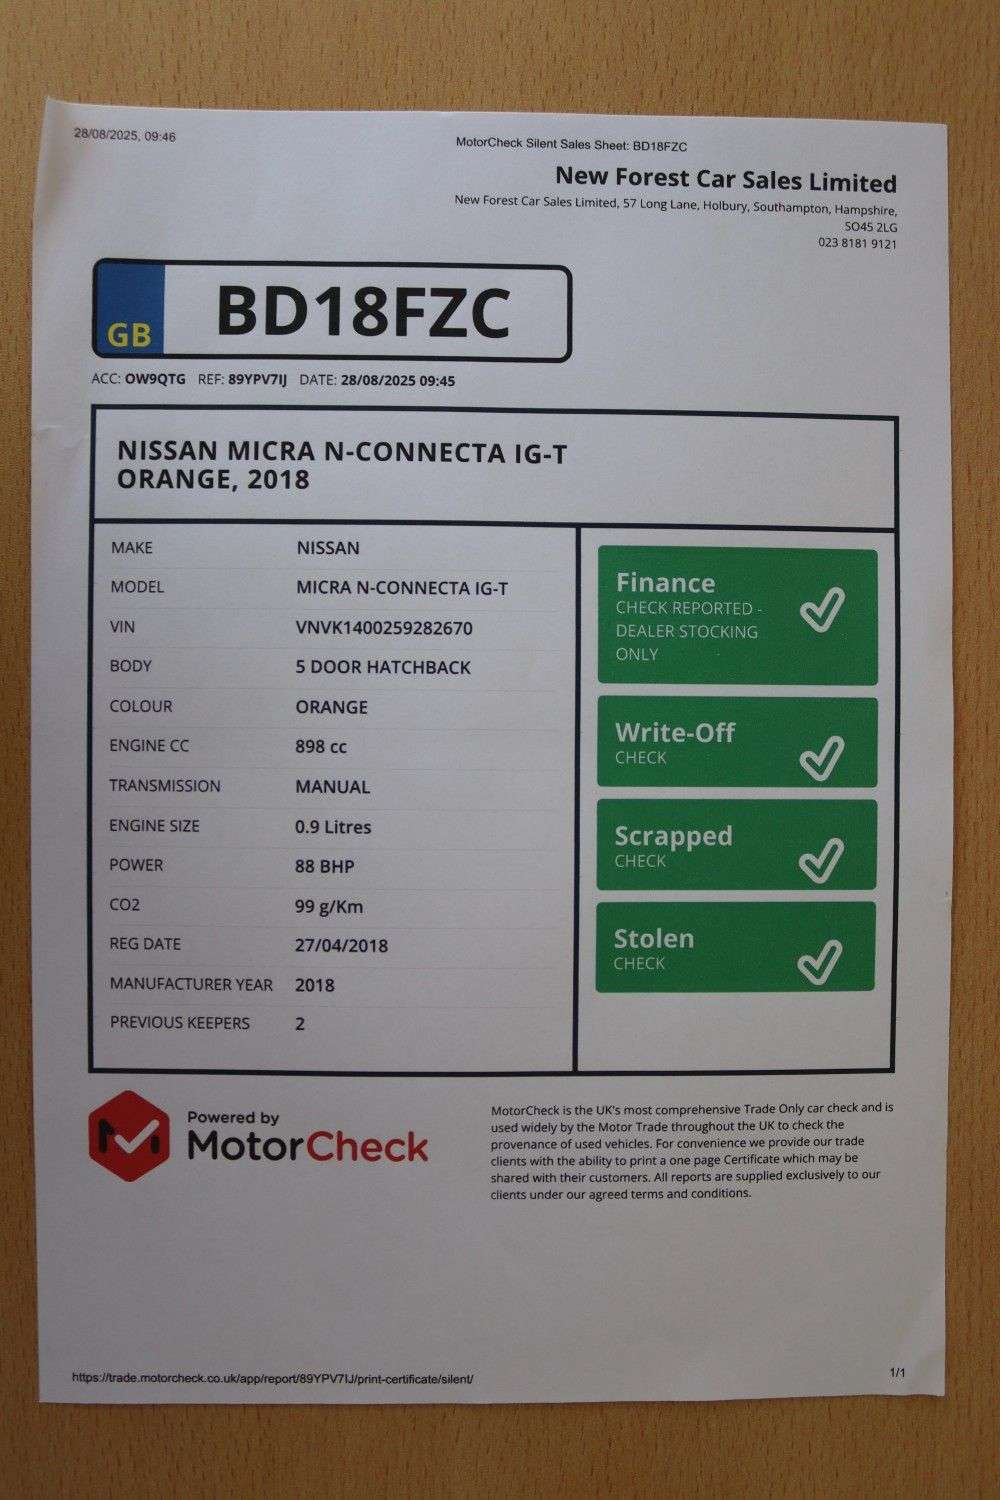 28/08/2025, 09:46
MotorCheck Silent Sales Sheet: BD18FZC
New Forest Car Sales Limited
New Forest Car Sales Limited, 57 Long Lane, Holbury, Southampton, Hampshire,
SO45 2LG
023 8181 9121
GB
BD18FZC
ACC: OW9QTG REF: 89YPV7IJ DATE: 28/08/2025 09:45
NISSAN MICRA N-CONNECTA IG-T
ORANGE, 2018
MAKE NISSAN
MODEL MICRA N-CONNECTA IG-T
VIN VNVK1400259282670
BODY 5 DOOR HATCHBACK
COLOUR ORANGE
ENGINE CC 898 cc
TRANSMISSION MANUAL
ENGINE SIZE 0.9 Litres
POWER 88 BHP
CO2 99 g/Km
REG DATE 27/04/2018
MANUFACTURER YEAR 2018
PREVIOUS KEEPERS 2
Finance
CHECK REPORTED -
DEALER STOCKING
ONLY
Write-Off
CHECK
Scrapped
CHECK
Stolen
CHECK
Powered by
MotorCheck
MotorCheck is the UK's most comprehensive Trade Only car check and is
used widely by the Motor Trade throughout the UK to check the
provenance of used vehicles. For convenience we provide our trade
clients with the ability to print a one page Certificate which may be
shared with their customers. All reports are supplied exclusively to our
clients under our agreed terms and conditions.
https://trade.motorcheck.co.uk/app/report/89YPV7IJ/print-certificate/silent/
1/1